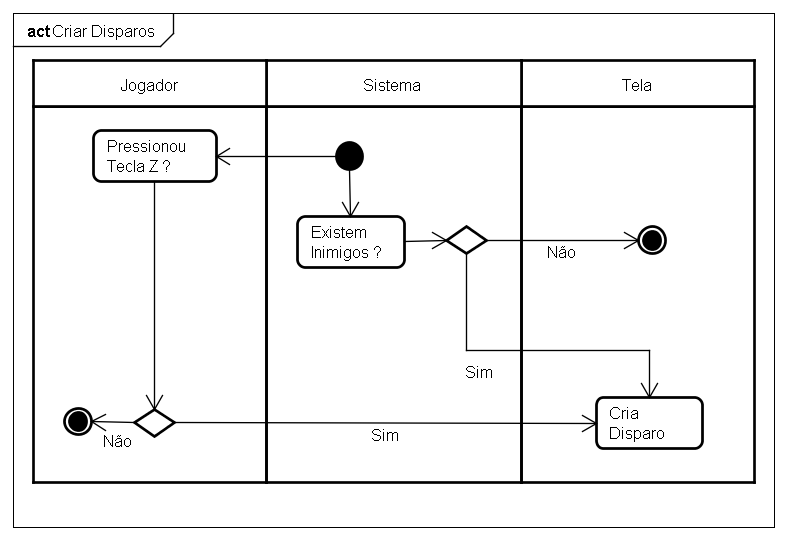 act Criar Disparos
Jogador
Sistema
Tela
Pressionou
Tecla Z ?
Existem
Inimigos ?
Não
Sim
Cria
Disparo
Não
Sim